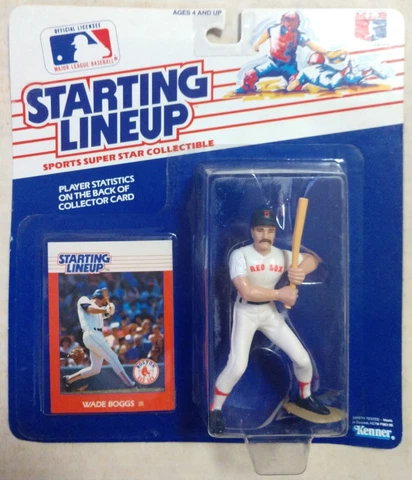 AGES 4 AND UP
OFFICIAL LICENSEE
MAJOR LEAGUE BASEBALL
STARTING
LINEUP
SPORTS SUPER STAR COLLECTIBLE
PLAYER STATISTICS
ON THE BACK OF
COLLECTOR CARD
STARTING
LINEUP
WADE BOGGS
RED SOX
Kenner